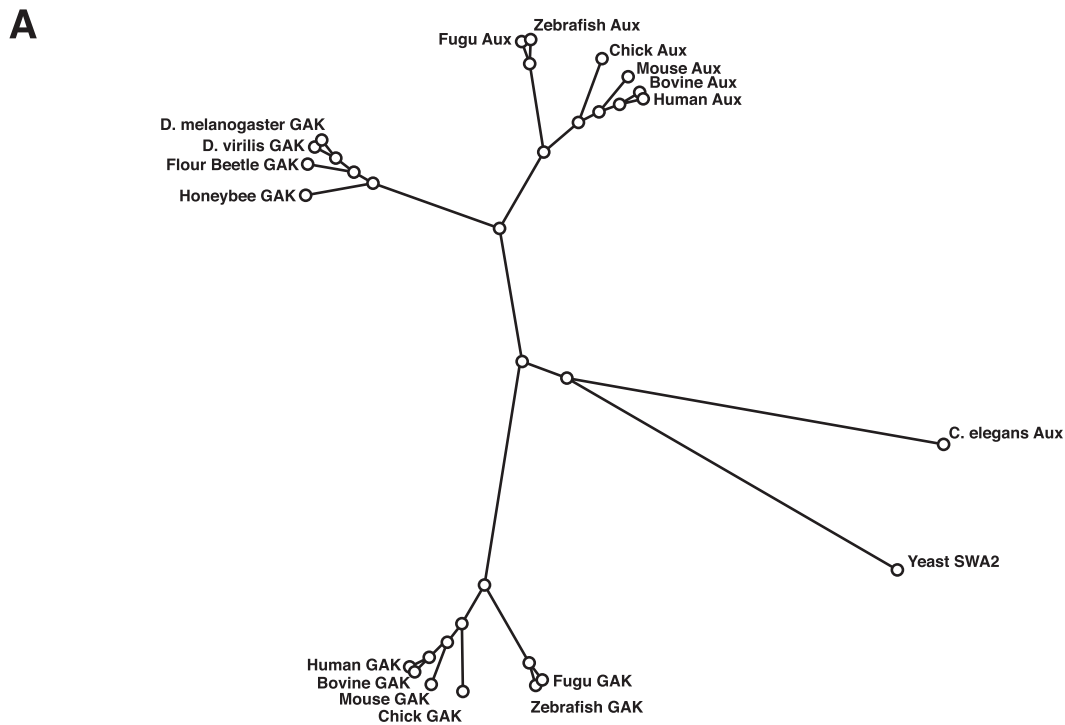 A
Zebrafish Aux
Fugu Aux
Chick Aux
Mouse Aux
Bovine Aux
Human Aux
D. melanogaster GAK
D. virilis GAK
Flour Beetle GAK
Honeybee GAK
C. elegans Aux
Yeast SWA2
Human GAK
Bovine GAK
Mouse GAK
Chick GAK
Fugu GAK
Zebrafish GAK